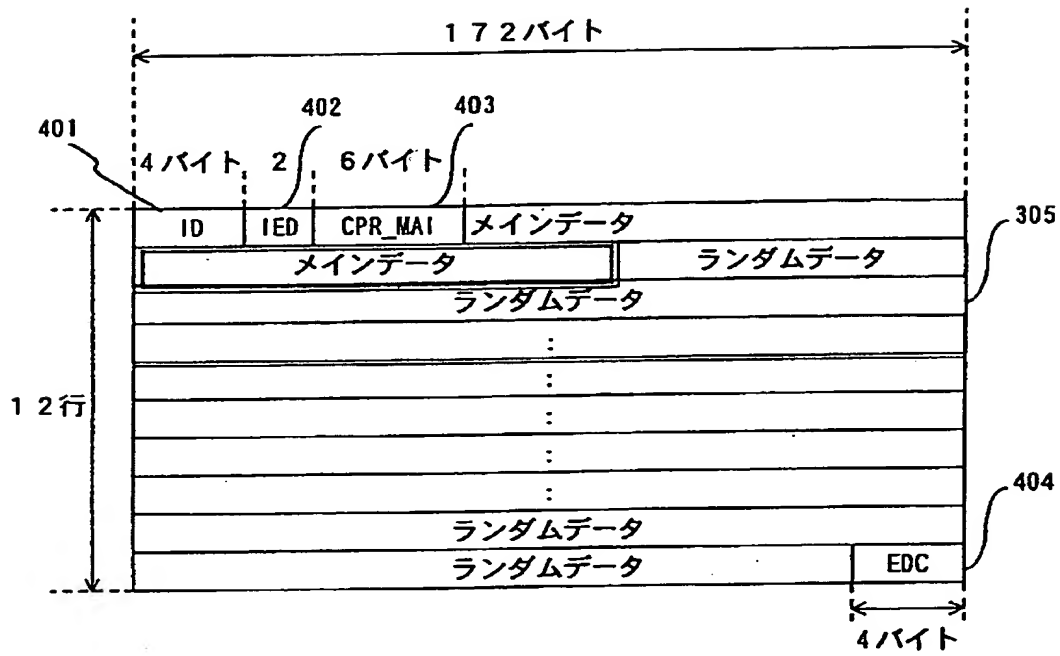 １７２バイト
401
402
403
4バイト 2 6バイト
ID IED CPR_MAI メインデータ
305
メインデータ ランダムデータ
ランダムデータ
:
:
１２行
:
:
:
404
ランダムデータ
ランダムデータ EDC
4バイト